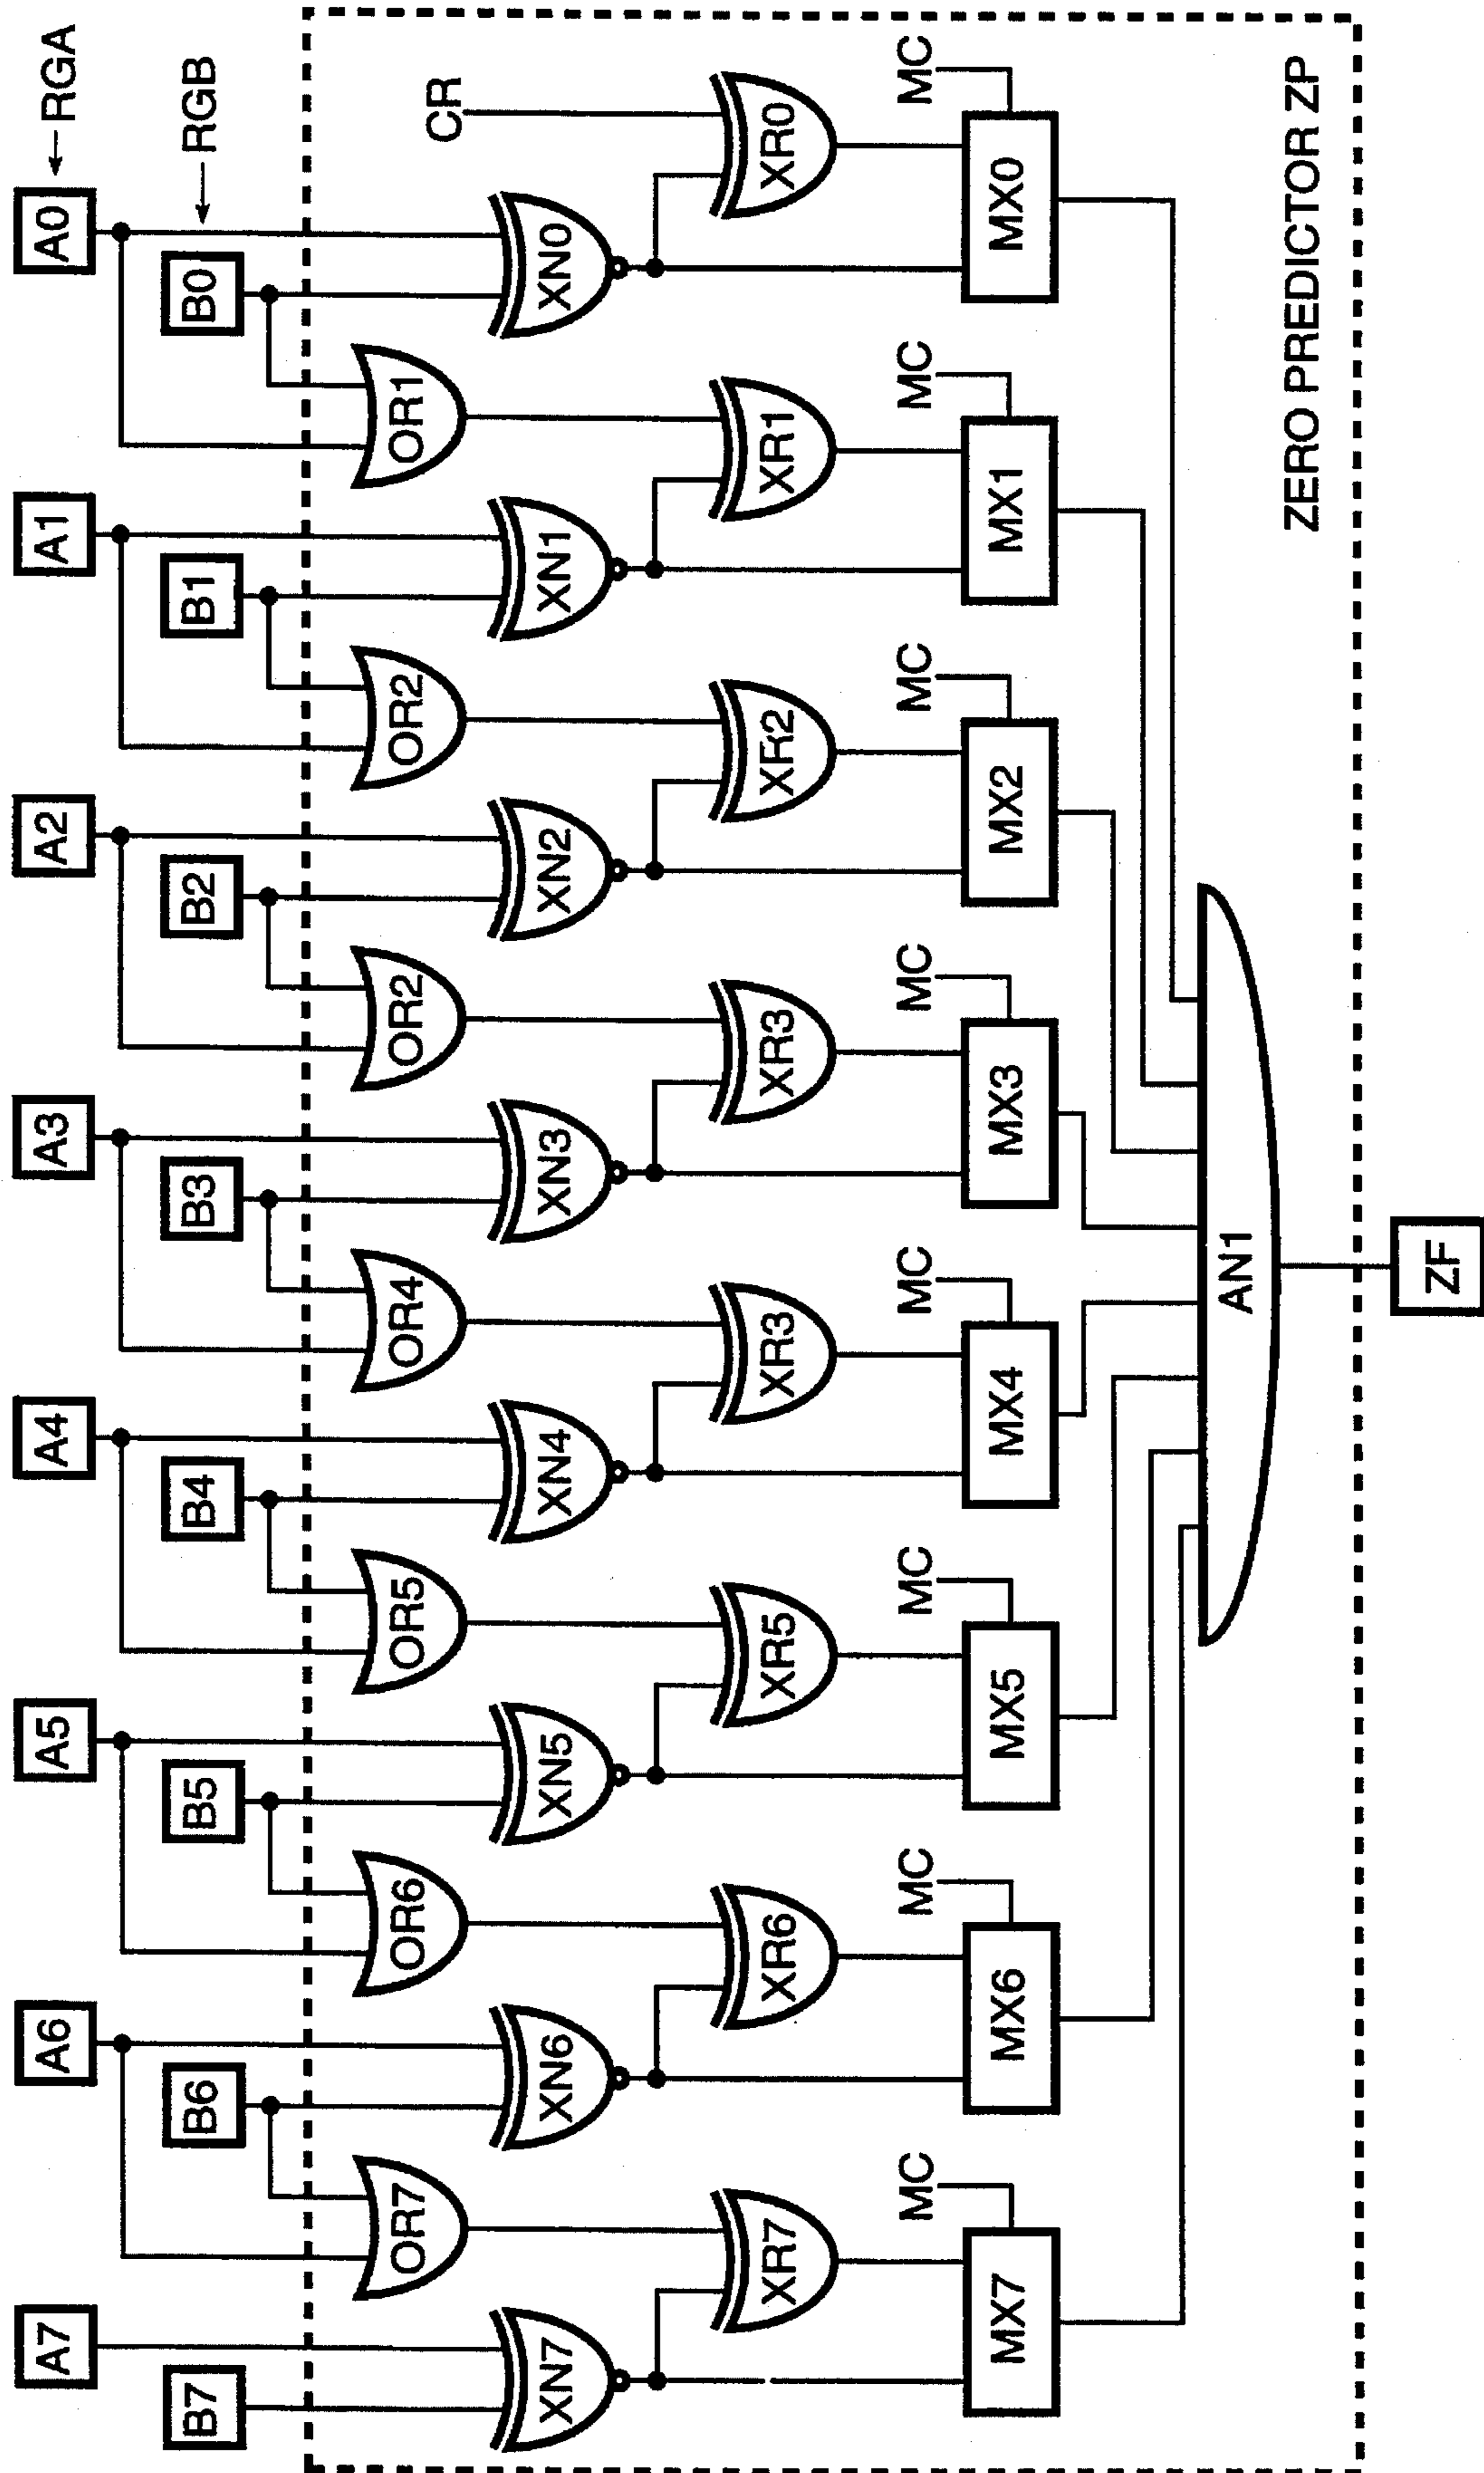 A7 A6 A5 A4 A3 A2 A1 A0 ←RGA
B7 B6 B5 B4 B3 B2 B1 B0 ←RGB
OR7 OR6 OR5 OR4 OR2 OR2 OR1 CR
XN7 XN6 XN5 XN4 XN3 XN2 XN1 XN0
XR7 XR6 XR5 XR3 XR3 XR2 XR1 XR0
MC MC MC MC MC MC MC MC
MX7 MX6 MX5 MX4 MX3 MX2 MX1 MX0
AN1
ZERO PREDICTOR ZP
ZF